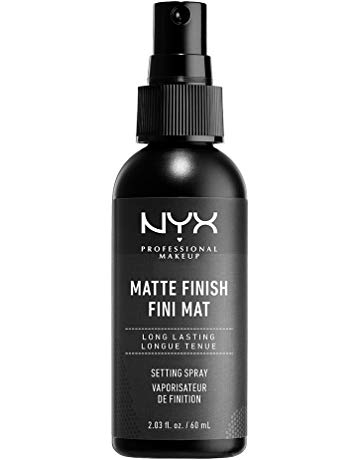 NYX
PROFESSIONAL
MAKEUP
MATTE FINISH
FINI MAT
LONG LASTING
LONGUE TENUE
SETTING SPRAY
VAPORISATEUR
DE FINITION
2.03 fl. oz. / 60 mL